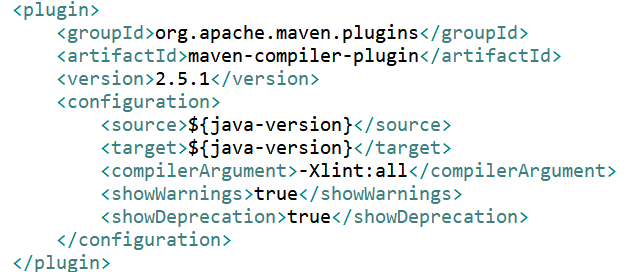 <plugin>
<groupId>org.apache.maven.plugins</groupId>
<artifactId>maven-compiler-plugin</artifactId>
<version>2.5.1</version>
<configuration>
<source>${java-version}</source>
<target>${java-version}</target>
<compilerArgument>-Xlint:all</compilerArgument>
<showWarnings>true</showWarnings>
<showDeprecation>true</showDeprecation>
</configuration>
</plugin>